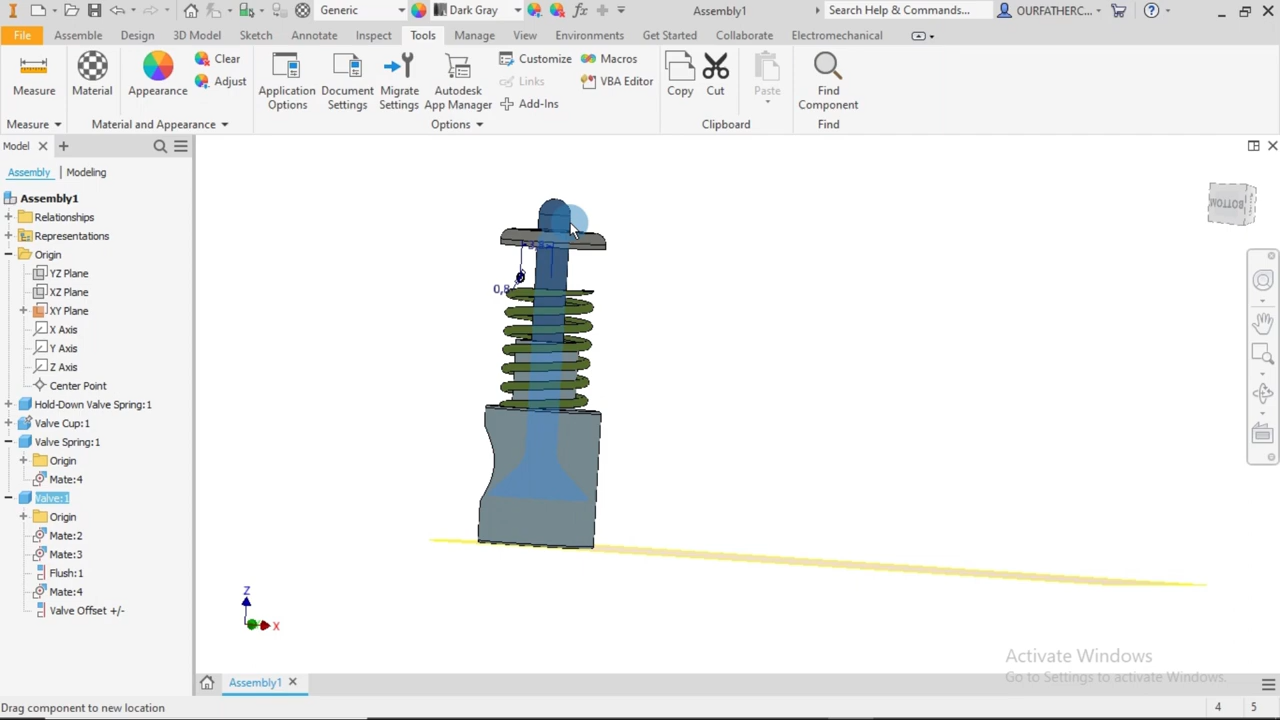 Generic
Dark Gray
Assembly1
Search Help & Commands...
OURFATHERC...
File
Assemble
Design
3D Model
Sketch
Annotate
Inspect
Tools
Manage
View
Environments
Get Started
Collaborate
Electromechanical
Measure
Material
Appearance
Clear
Adjust
Application Options
Document Settings
Migrate Settings
Autodesk App Manager
Customize
Links
Add-Ins
Macros
VBA Editor
Copy
Cut
Paste
Find Component
Measure
Material and Appearance
Options
Clipboard
Find
Model
Assembly
Modeling
Assembly1
Relationships
Representations
Origin
YZ Plane
XZ Plane
XY Plane
X Axis
Y Axis
Z Axis
Center Point
Hold-Down Valve Spring:1
Valve Cup:1
Valve Spring:1
Origin
Mate:4
Valve:1
Origin
Mate:2
Mate:3
Flush:1
Mate:4
Valve Offset +/-
0,8
BOTTOM
Z
X
Activate Windows
Go to Settings to activate Windows.
Assembly1
Drag component to new location
4
5